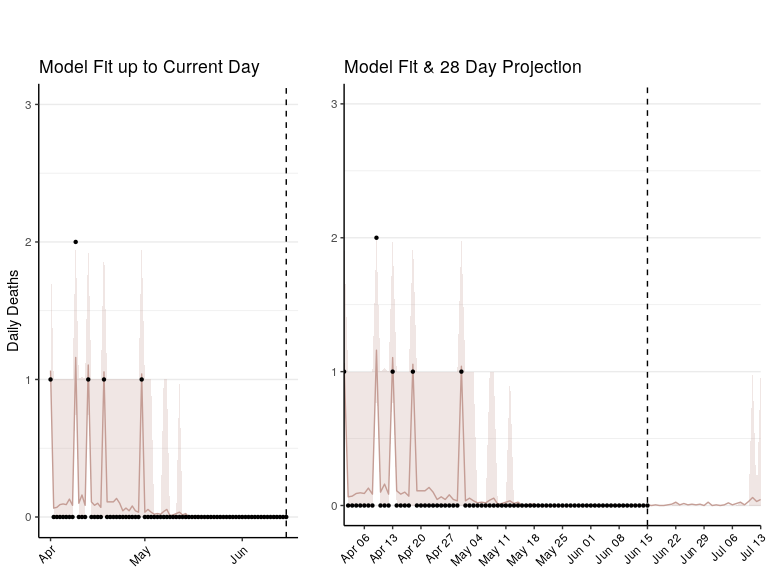 Model Fit up to Current Day
Model Fit & 28 Day Projection
Daily Deaths
3
2
1
0
Apr
May
Jun
3
2
1
0
Apr 06
Apr 13
Apr 20
Apr 27
May 04
May 11
May 18
May 25
Jun 01
Jun 08
Jun 15
Jun 22
Jun 29
Jul 06
Jul 13